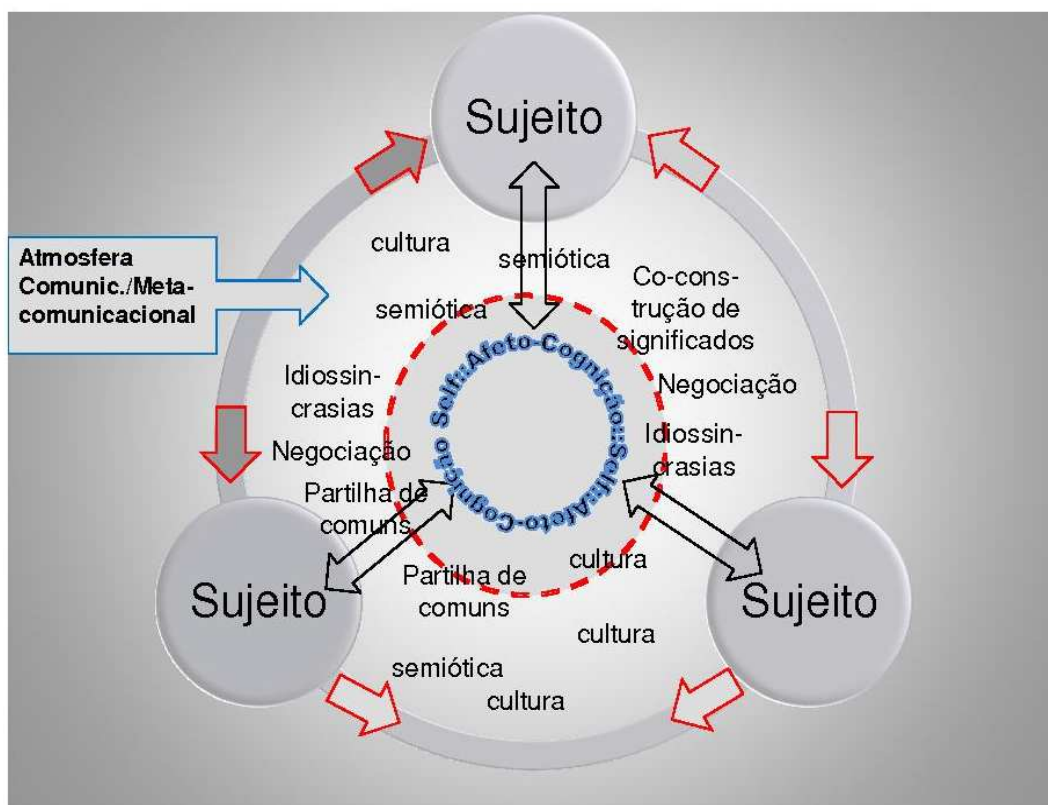 Sujeito
Atmosfera
Comunic./Meta-
comunicacional
cultura
semiótica
semiótica
Co-cons-
trução de
significados
Idiossin-
crasias
Negociação
Negociação
Idiossin-
crasias
Partilha de
comuns
Self::Afeto-Cognição::Self::Afeto-Cognição
Sujeito
Sujeito
Partilha de
comuns
cultura
cultura
semiótica
cultura